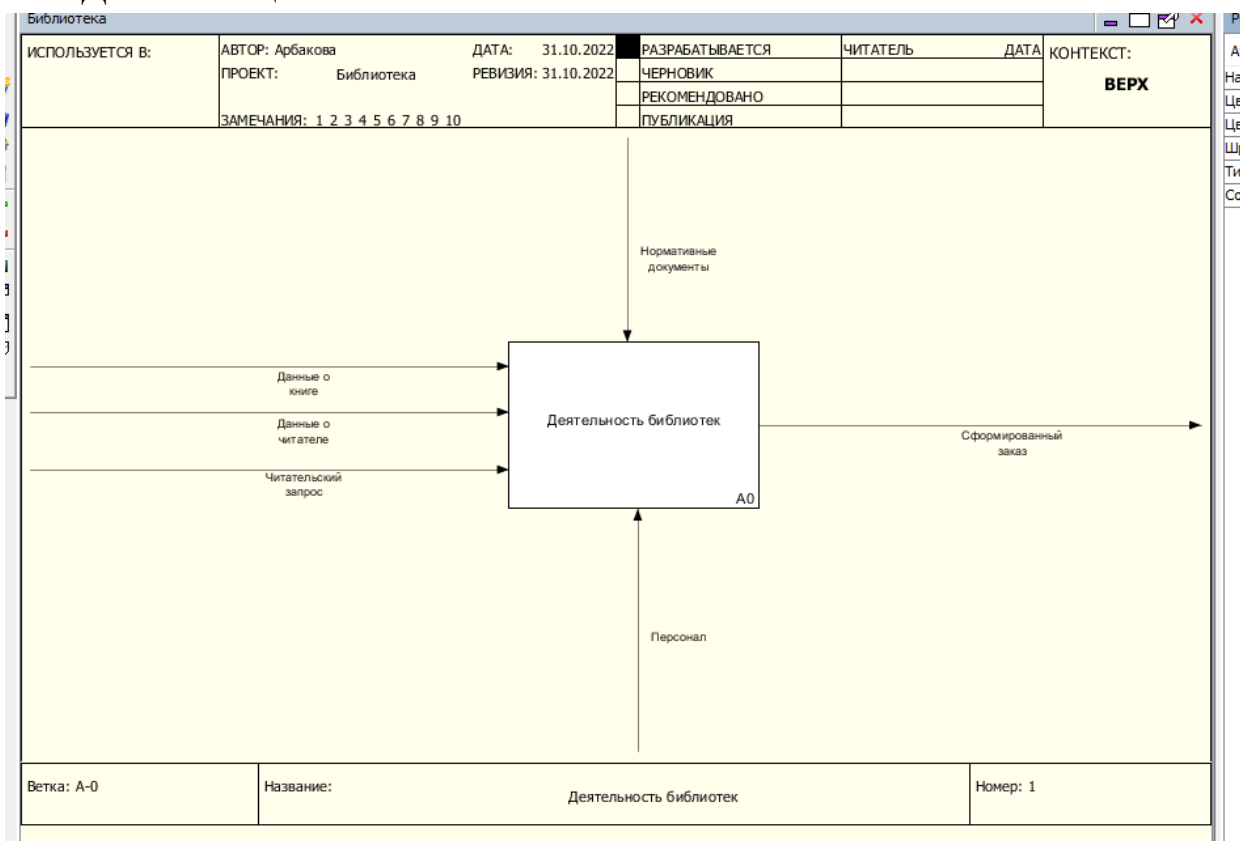 Библиотека
ИСПОЛЬЗУЕТСЯ В:
АВТОР: Арбакова
ДАТА: 31.10.2022
ПРОЕКТ: Библиотека
РЕВИЗИЯ: 31.10.2022
ЗАМЕЧАНИЯ: 1 2 3 4 5 6 7 8 9 10
РАЗРАБАТЫВАЕТСЯ
ЧЕРНОВИК
РЕКОМЕНДОВАНО
ПУБЛИКАЦИЯ
ЧИТАТЕЛЬ
ДАТА
КОНТЕКСТ:
ВЕРХ
Нормативные
документы
Данные о
книге
Данные о
читателе
Читательский
запрос
Деятельность библиотек
A0
Сформированный
заказ
Персонал
Ветка: A-0
Название:
Деятельность библиотек
Номер: 1